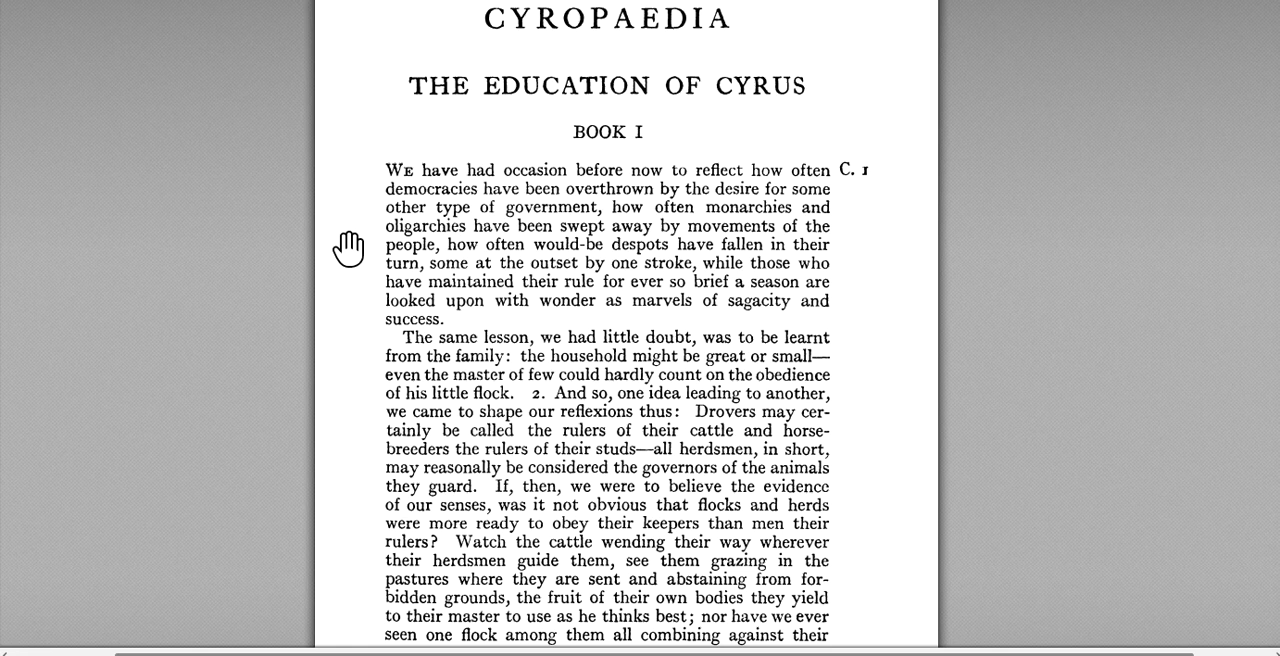 CYROPAEDIA
THE EDUCATION OF CYRUS
BOOK I
WE have had occasion before now to reflect how often C. 1
democracies have been overthrown by the desire for some
other type of government, how often monarchies and
oligarchies have been swept away by movements of the
people, how often would-be despots have fallen in their
turn, some at the outset by one stroke, while those who
have maintained their rule for ever so brief a season are
looked upon with wonder as marvels of sagacity and
success.
The same lesson, we had little doubt, was to be learnt
from the family: the household might be great or small—
even the master of few could hardly count on the obedience
of his little flock. 2. And so, one idea leading to another,
we came to shape our reflexions thus: Drovers may cer-
tainly be called the rulers of their cattle and horse-
breeders the rulers of their studs—all herdsmen, in short,
may reasonably be considered the governors of the animals
they guard. If, then, we were to believe the evidence
of our senses, was it not obvious that flocks and herds
were more ready to obey their keepers than men their
rulers? Watch the cattle wending their way wherever
their herdsmen guide them, see them grazing in the
pastures where they are sent and abstaining from for-
bidden grounds, the fruit of their own bodies they yield
to their master to use as he thinks best; nor have we ever
seen one flock among them all combining against their